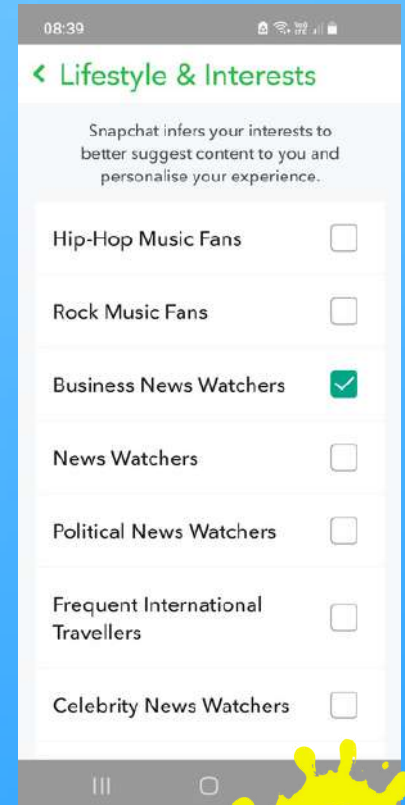 08:39
Lifestyle & Interests
Snapchat infers your interests to
better suggest content to you and
personalise your experience.
Hip-Hop Music Fans
Rock Music Fans
Business News Watchers
News Watchers
Political News Watchers
Frequent International
Travellers
Celebrity News Watchers